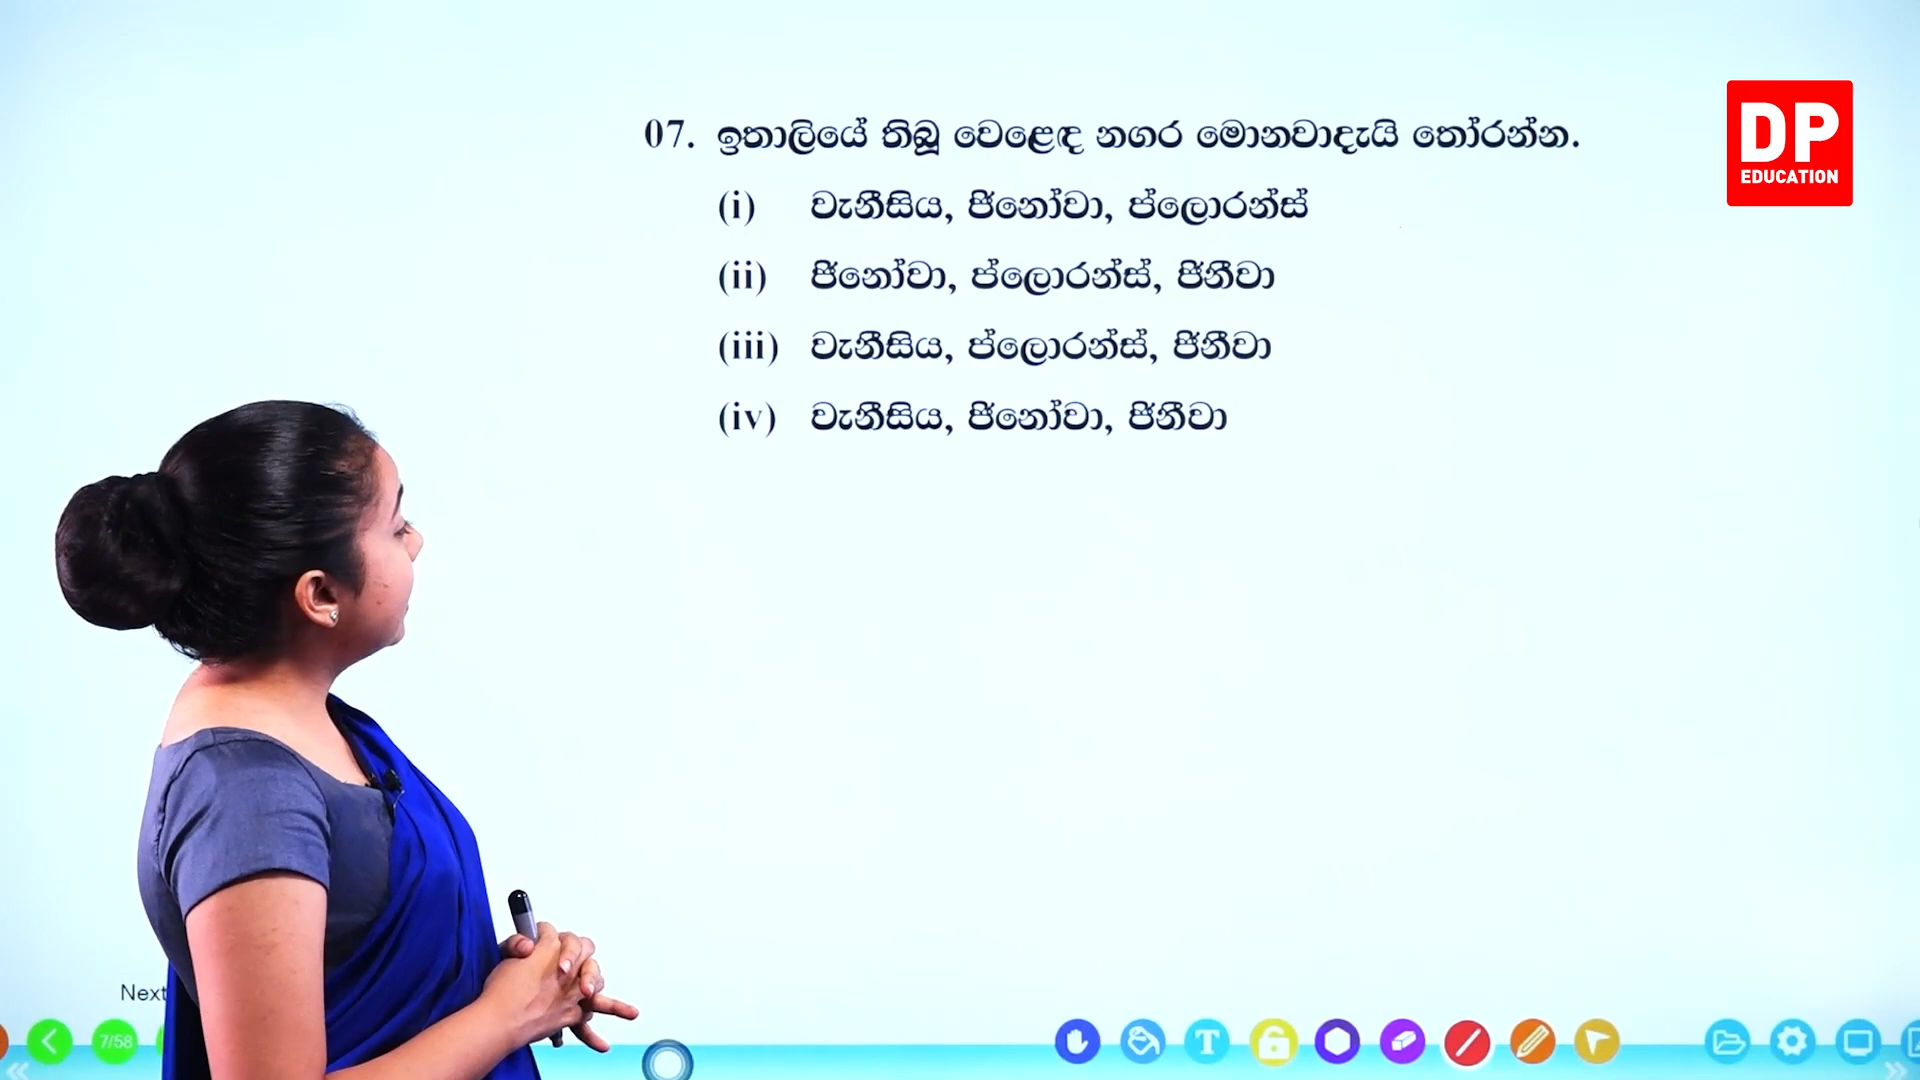 DP
EDUCATION
07. ඉතාලියේ තිබූ වෙළෙඳ නගර මොනවාදැයි තෝරන්න.
(i) වැනීසිය, ජිනෝවා, ප්ලොරන්ස්
(ii) ජිනෝවා, ප්ලොරන්ස්, ජිනීවා
(iii) වැනීසිය, ප්ලොරන්ස්, ජිනීවා
(iv) වැනීසිය, ජිනෝවා, ජිනීවා
Next
7/58
T